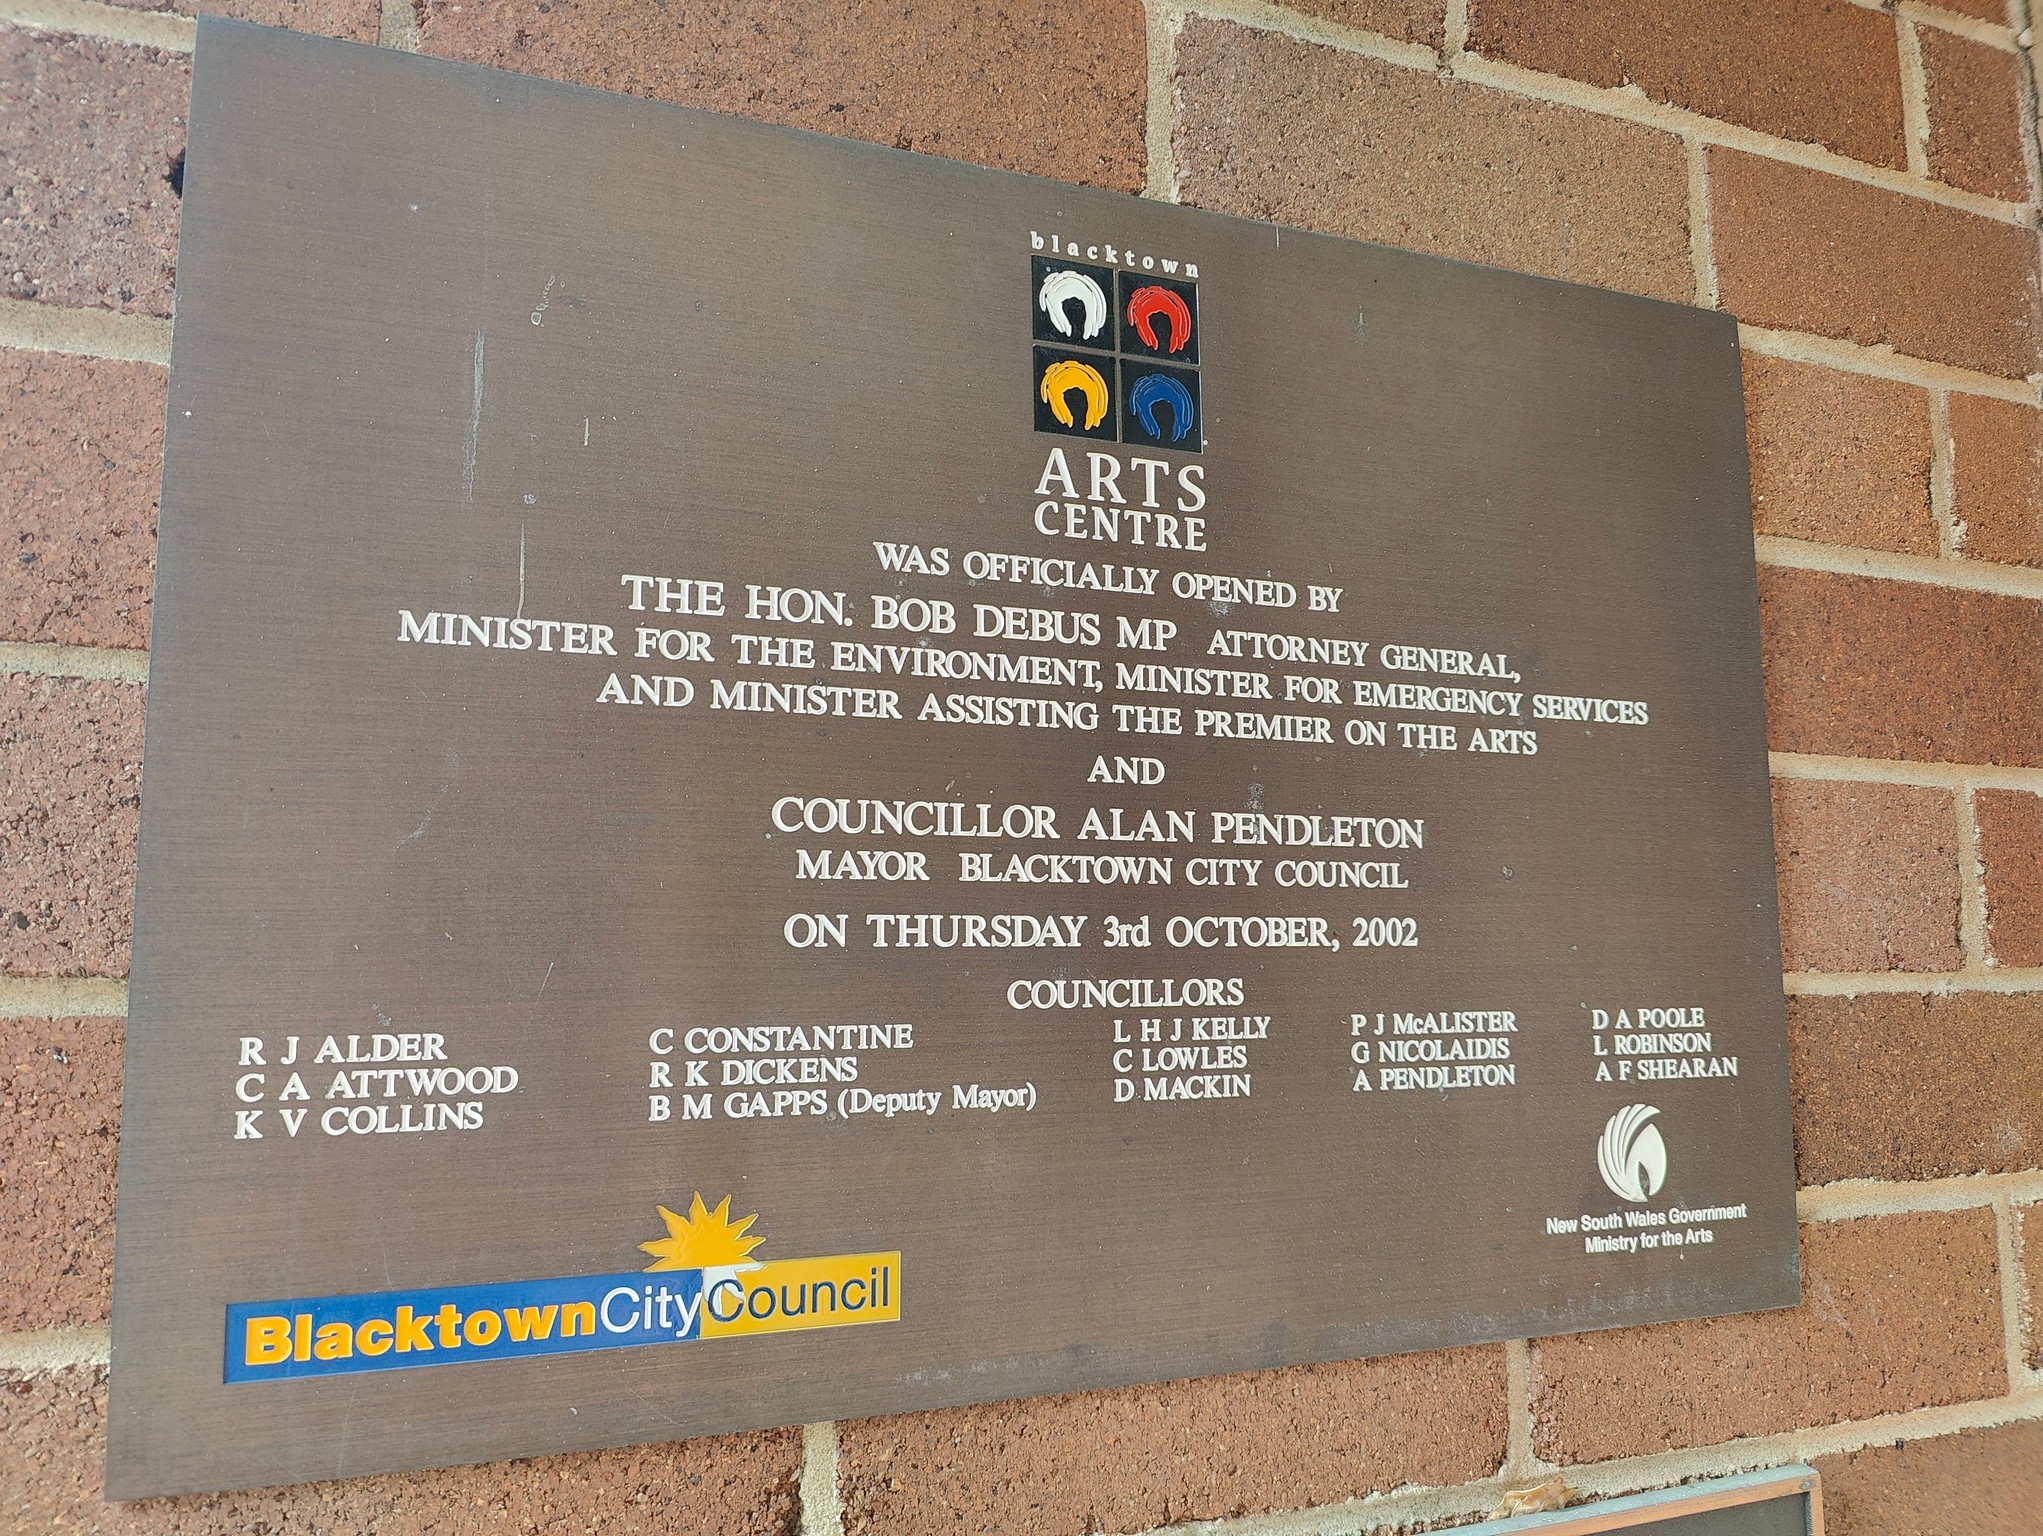 blacktown
ARTS
CENTRE
WAS OFFICIALLY OPENED BY
THE HON. BOB DEBUS MP ATTORNEY GENERAL,
MINISTER FOR THE ENVIRONMENT, MINISTER FOR EMERGENCY SERVICES
AND MINISTER ASSISTING THE PREMIER ON THE ARTS
AND
COUNCILLOR ALAN PENDLETON
MAYOR BLACKTOWN CITY COUNCIL
ON THURSDAY 3rd OCTOBER, 2002
COUNCILLORS
R J ALDER
C A ATTWOOD
K V COLLINS
C CONSTANTINE
R K DICKENS
B M GAPPS (Deputy Mayor)
L H J KELLY
C LOWLES
D MACKIN
P J McALISTER
G NICOLAIDIS
A PENDLETON
D A POOLE
L ROBINSON
A F SHEARAN
BlacktownCityCouncil
New South Wales Government
Ministry for the Arts